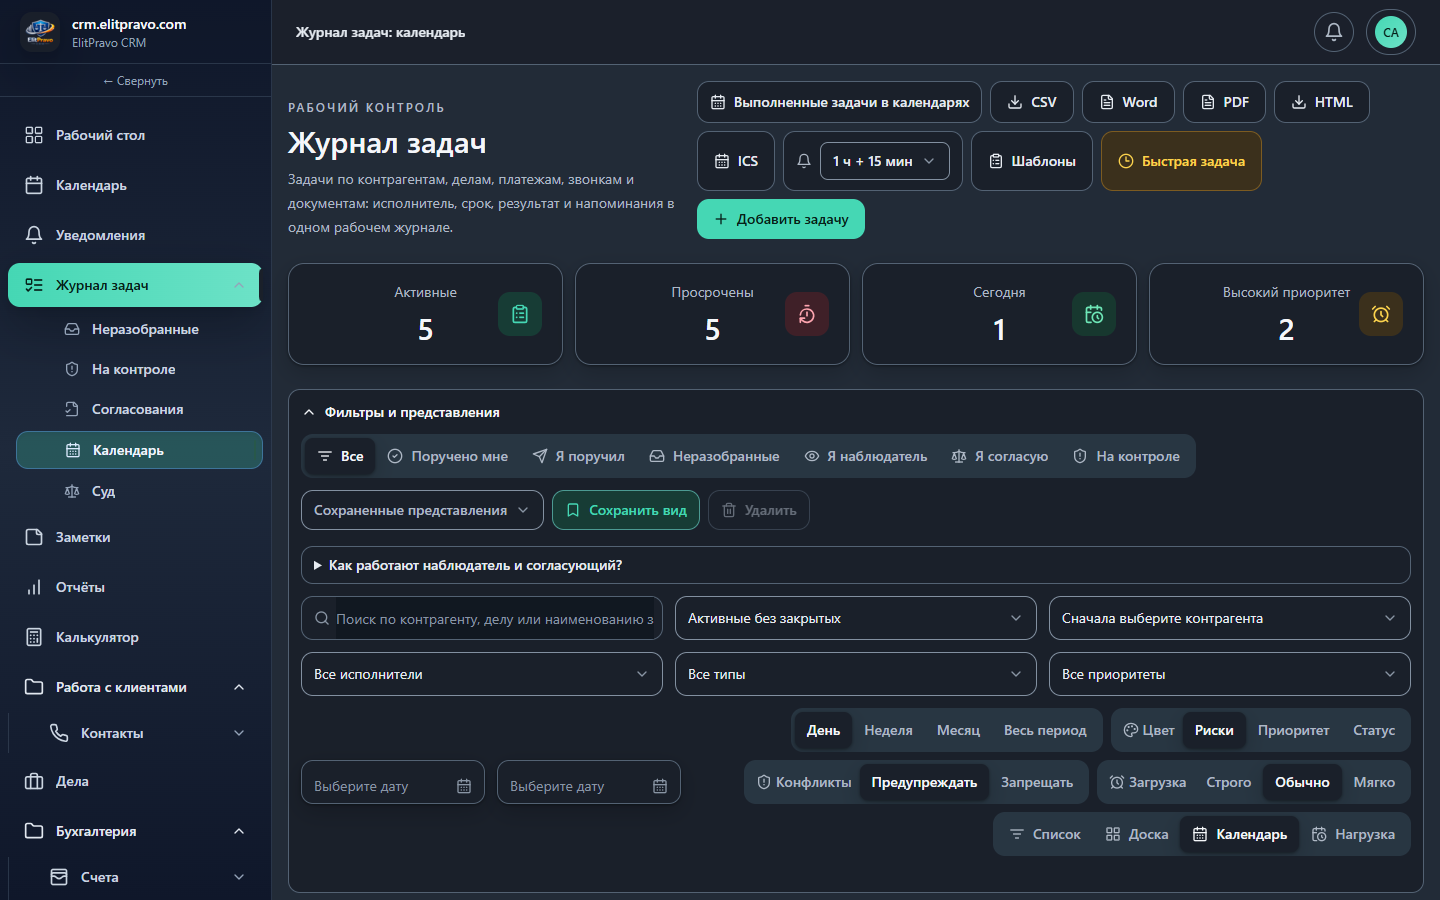 crm.elitpravo.com
ElitPravo CRM
← Свернуть
Рабочий стол
Календарь
Уведомления
Журнал задач
Неразобранные
На контроле
Согласования
Календарь
Суд
Заметки
Отчёты
Калькулятор
Работа с клиентами
Контакты
Дела
Бухгалтерия
Счета
Журнал задач: календарь
CA
РАБОЧИЙ КОНТРОЛЬ
Журнал задач
Задачи по контрагентам, делам, платежам, звонкам и
документам: исполнитель, срок, результат и напоминания в
одном рабочем журнале.
Выполненные задачи в календарях
CSV
Word
PDF
HTML
ICS
1 ч + 15 мин
Шаблоны
Быстрая задача
Добавить задачу
Активные
5
Просрочены
5
Сегодня
1
Высокий приоритет
2
Фильтры и представления
Все
Поручено мне
Я поручил
Неразобранные
Я наблюдатель
Я согласую
На контроле
Сохраненные представления
Сохранить вид
Удалить
Как работают наблюдатель и согласующий?
Поиск по контрагенту, делу или наименованию з
Активные без закрытых
Сначала выберите контрагента
Все исполнители
Все типы
Все приоритеты
День
Неделя
Месяц
Весь период
Цвет
Риски
Приоритет
Статус
Выберите дату
Выберите дату
Конфликты
Предупреждать
Запрещать
Загрузка
Строго
Обычно
Мягко
Список
Доска
Календарь
Нагрузка